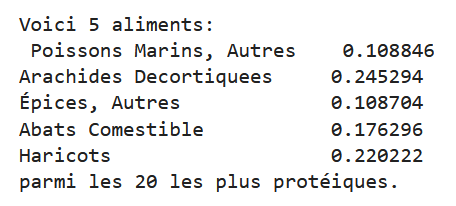 Voici 5 aliments:
Poissons Marins, Autres 0.108846
Arachides Decortiquees 0.245294
Épices, Autres 0.108704
Abats Comestible 0.176296
Haricots 0.220222
parmi les 20 les plus protéiques.